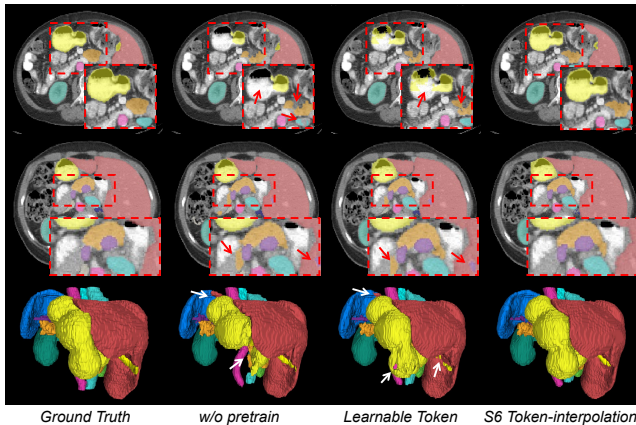 Ground Truth
w/o pretrain
Learnable Token
S6 Token-interpolation